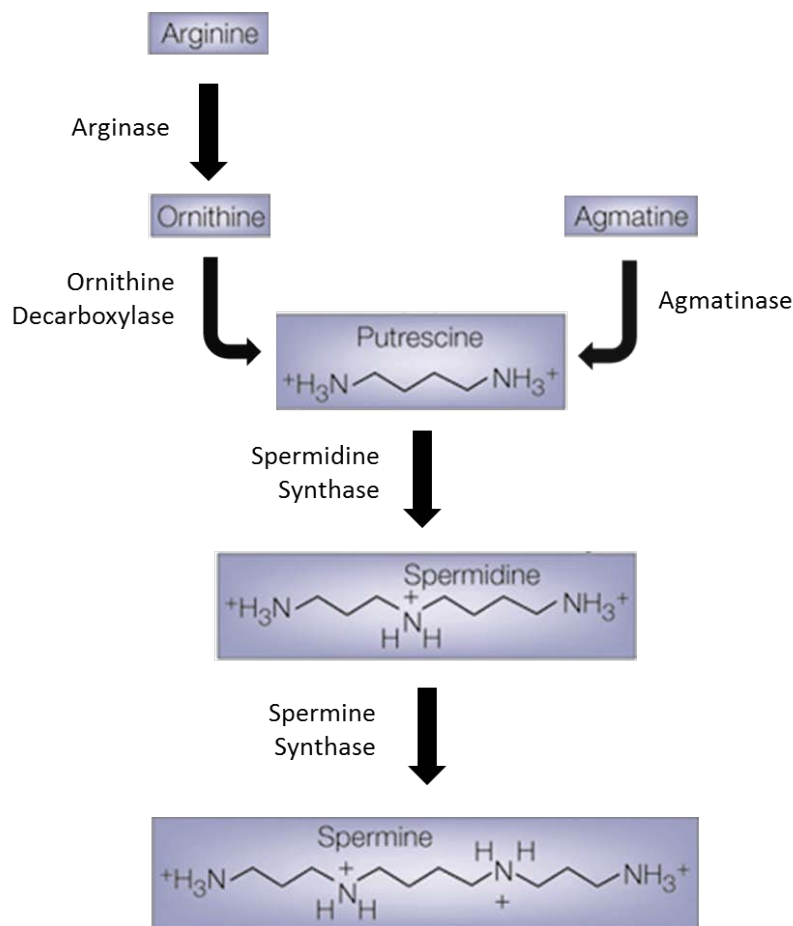 Arginine
Arginase
Ornithine
Agmatine
Ornithine
Decarboxylase
Agmatinase
Putrescine
⁺H₃N NH₃⁺
Spermidine
Synthase
Spermidine
⁺H₃N + NH₃⁺
N
H H
Spermine
Synthase
Spermine
H H
⁺H₃N + N NH₃⁺
N +
H H